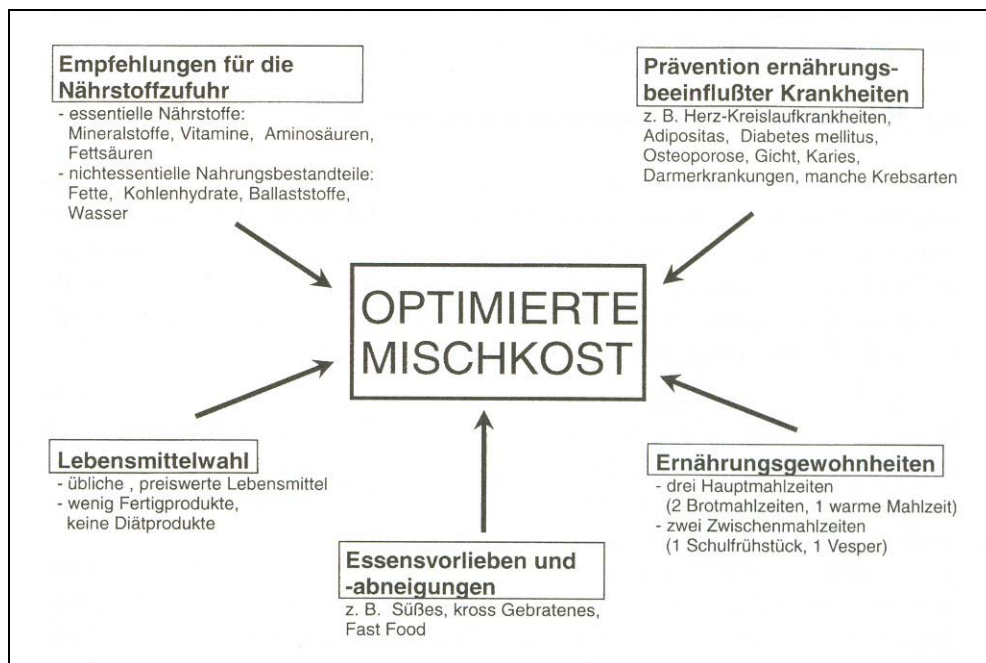 Empfehlungen für die
Nährstoffzufuhr
- essentielle Nährstoffe:
Mineralstoffe, Vitamine, Aminosäuren,
Fettsäuren
- nichtessentielle Nahrungsbestandteile:
Fette, Kohlenhydrate, Ballaststoffe,
Wasser
Prävention ernährungs-
beeinflußter Krankheiten
z. B. Herz-Kreislaufkrankheiten,
Adipositas, Diabetes mellitus,
Osteoporose, Gicht, Karies,
Darmerkrankungen, manche Krebsarten
OPTIMIERTE
MISCHKOST
Lebensmittelwahl
- übliche , preiswerte Lebensmittel
- wenig Fertigprodukte,
keine Diätprodukte
Essensvorlieben und
-abneigungen
z. B. Süßes, kross Gebratenes,
Fast Food
Ernährungsgewohnheiten
- drei Hauptmahlzeiten
(2 Brotmahlzeiten, 1 warme Mahlzeit)
- zwei Zwischenmahlzeiten
(1 Schulfrühstück, 1 Vesper)